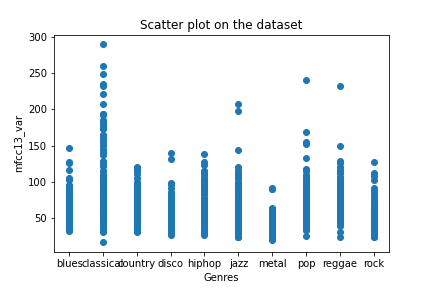 Scatter plot on the dataset
300
250
200
150
100
50
mfcc13_var
blues classical country disco hiphop jazz metal pop reggae rock
Genres